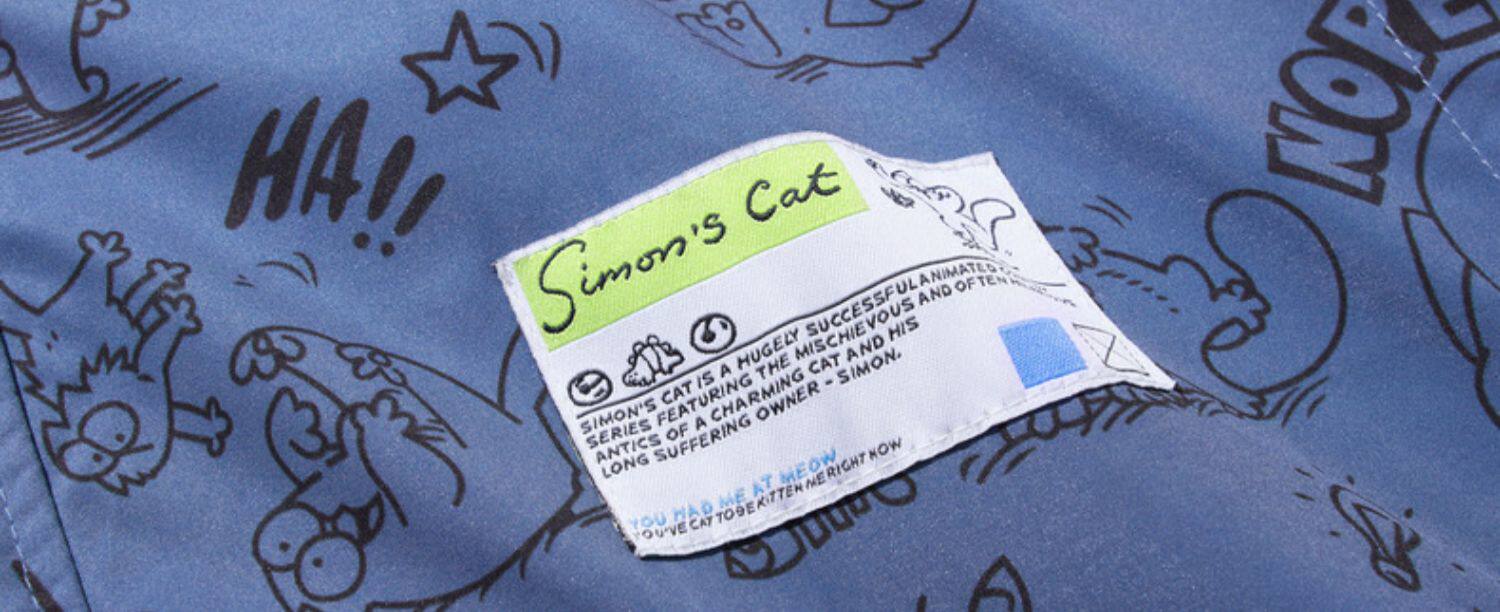 HA!!
NOPE
Simon's Cat
SIMON'S CAT IS A HUGELY SUCCESSFUL ANIMATED
SERIES FEATURING THE MISCHIEVOUS AND OFTEN HILARIOUS
ANTICS OF A CHARMING CAT AND HIS
LONG SUFFERING OWNER - SIMON.
YOU HAD ME AT MEOW
YOU'VE CAT TO BE KITTEN ME RIGHT NOW